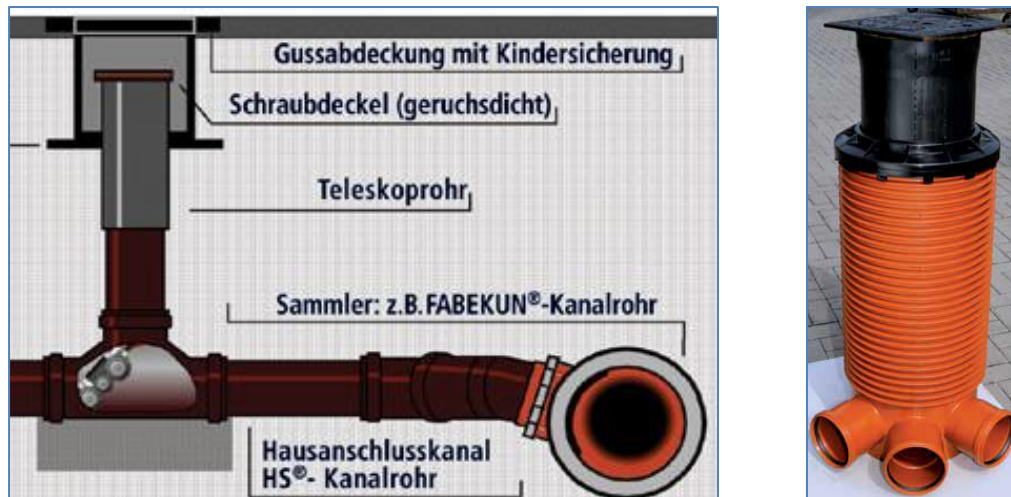 Gussabdeckung mit Kindersicherung
Schraubdeckel (geruchsdicht)
Teleskoprohr
Sammler: z.B. FABEKUN®-Kanalrohr
Hausanschlusskanal
HS®- Kanalrohr